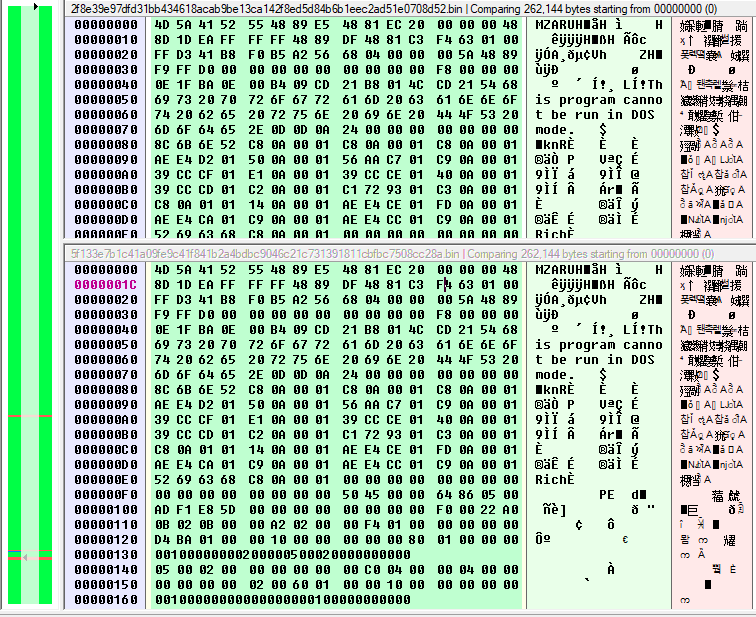 2f8e39e97dfd31bb434618acab9be13ca142f8ed5d84b6b1eec2ad51e0708d52.bin | Comparing 262,144 bytes starting from 00000000 (0)
00000000 4D 5A 41 52 55 48 89 E5 48 81 EC 20 00 00 00 48 MZARUH■åH ì H
00000010 8D 1D EA FF FF FF 48 89 DF 48 81 C3 F4 63 01 00 êÿÿÿH■ßH Ãôc
00000020 FF D3 41 B8 F0 B5 A2 56 68 04 00 00 00 5A 48 89 ÿÓA¸ðµ¢Vh ZH■
00000030 F9 FF D0 00 00 00 00 00 00 00 00 00 F8 00 00 00 ùÿÐ ø
00000040 0E 1F BA 0E 00 B4 09 CD 21 B8 01 4C CD 21 54 68 º ´ Í!¸ LÍ!Th
00000050 69 73 20 70 72 6F 67 72 61 6D 20 63 61 6E 6E 6F is program canno
00000060 74 20 62 65 20 72 75 6E 20 69 6E 20 44 4F 53 20 t be run in DOS
00000070 6D 6F 64 65 2E 0D 0D 0A 24 00 00 00 00 00 00 00 mode. $
00000080 8C 6B 6E 52 C8 0A 00 01 C8 0A 00 01 C8 0A 00 01 ■knRÈ È È
00000090 AE E4 D2 01 50 0A 00 01 56 AA C7 01 C9 0A 00 01 ®äÒ P VªÇ É
000000A0 39 CC CF 01 E1 0A 00 01 39 CC CE 01 40 0A 00 01 9ÌÏ á 9ÌÎ @
000000B0 39 CC CD 01 C2 0A 00 01 C1 72 93 01 C3 0A 00 01 9ÌÍ Â Ár■ Ã
000000C0 C8 0A 01 01 14 0A 00 01 AE E4 CE 01 FD 0A 00 01 È ®äÎ ý
000000D0 AE E4 CA 01 C9 0A 00 01 AE E4 CC 01 C9 0A 00 01 ®äÊ É ®äÌ É
000000E0 52 69 63 68 C8 0A 00 01 00 00 00 00 00 00 00 00 RichÈ
5f133e7b1c41a09fe9c41f841b2a4bdbc9046c21c731391811cbfbc7508cc28a.bin | Comparing 262,144 bytes starting from 00000000 (0)
00000000 4D 5A 41 52 55 48 89 E5 48 81 EC 20 00 00 00 48 MZARUH■åH ì H
0000001C 8D 1D EA FF FF FF 48 89 DF 48 81 C3 F4 63 01 00 êÿÿÿH■ßH Ãôc
00000020 FF D3 41 B8 F0 B5 A2 56 68 04 00 00 00 5A 48 89 ÿÓA¸ðµ¢Vh ZH■
00000030 F9 FF D0 00 00 00 00 00 00 00 00 00 F8 00 00 00 ùÿÐ ø
00000040 0E 1F BA 0E 00 B4 09 CD 21 B8 01 4C CD 21 54 68 º ´ Í!¸ LÍ!Th
00000050 69 73 20 70 72 6F 67 72 61 6D 20 63 61 6E 6E 6F is program canno
00000060 74 20 62 65 20 72 75 6E 20 69 6E 20 44 4F 53 20 t be run in DOS
00000070 6D 6F 64 65 2E 0D 0D 0A 24 00 00 00 00 00 00 00 mode. $
00000080 8C 6B 6E 52 C8 0A 00 01 C8 0A 00 01 C8 0A 00 01 ■knRÈ È È
00000090 AE E4 D2 01 50 0A 00 01 56 AA C7 01 C9 0A 00 01 ®äÒ P VªÇ É
000000A0 39 CC CF 01 E1 0A 00 01 39 CC CE 01 40 0A 00 01 9ÌÏ á 9ÌÎ @
000000B0 39 CC CD 01 C2 0A 00 01 C1 72 93 01 C3 0A 00 01 9ÌÍ Â Ár■ Ã
000000C0 C8 0A 01 01 14 0A 00 01 AE E4 CE 01 FD 0A 00 01 È ®äÎ ý
000000D0 AE E4 CA 01 C9 0A 00 01 AE E4 CC 01 C9 0A 00 01 ®äÊ É ®äÌ É
000000E0 52 69 63 68 C8 0A 00 01 00 00 00 00 00 00 00 00 RichÈ
000000F0 00 00 00 00 00 00 00 00 50 45 00 00 64 86 05 00 PE d■
00000100 AD F1 E8 5D 00 00 00 00 00 00 00 00 F0 00 22 A0 ñè] ð "
00000110 0B 02 0B 00 00 A2 02 00 00 F4 01 00 00 00 00 00 ¢ ô
00000120 D4 BA 01 00 00 10 00 00 00 00 00 80 01 00 00 00 Ôº €
00000130 00100000000200000500020000000000
00000140 05 00 02 00 00 00 00 00 00 C0 04 00 00 04 00 00 À
00000150 00 00 00 00 02 00 60 01 00 00 10 00 00 00 00 00 `
00000160 00100000000000000000100000000000